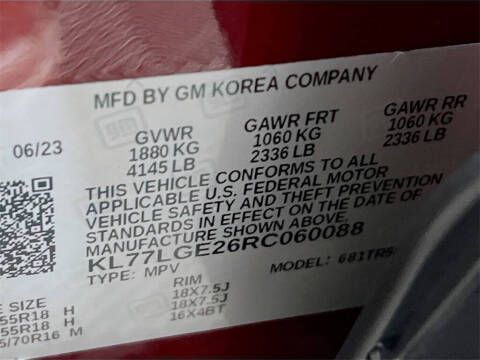 MFD BY GM KOREA COMPANY
06/23 GVWR GAWR FRT GAWR RR
1880 KG 1060 KG 1060 KG
4145 LB 2336 LB 2336 LB
THIS VEHICLE CONFORMS TO ALL
APPLICABLE U.S. FEDERAL MOTOR
VEHICLE SAFETY AND THEFT PREVENTION
STANDARDS IN EFFECT ON THE DATE OF
MANUFACTURE SHOWN ABOVE.
KL77LGE26RC060088
TYPE: MPV MODEL:
E SIZE RIM
55R18 H 18X7.5J
55R18 H 18X7.5J
5/70R16 M 16X4BT